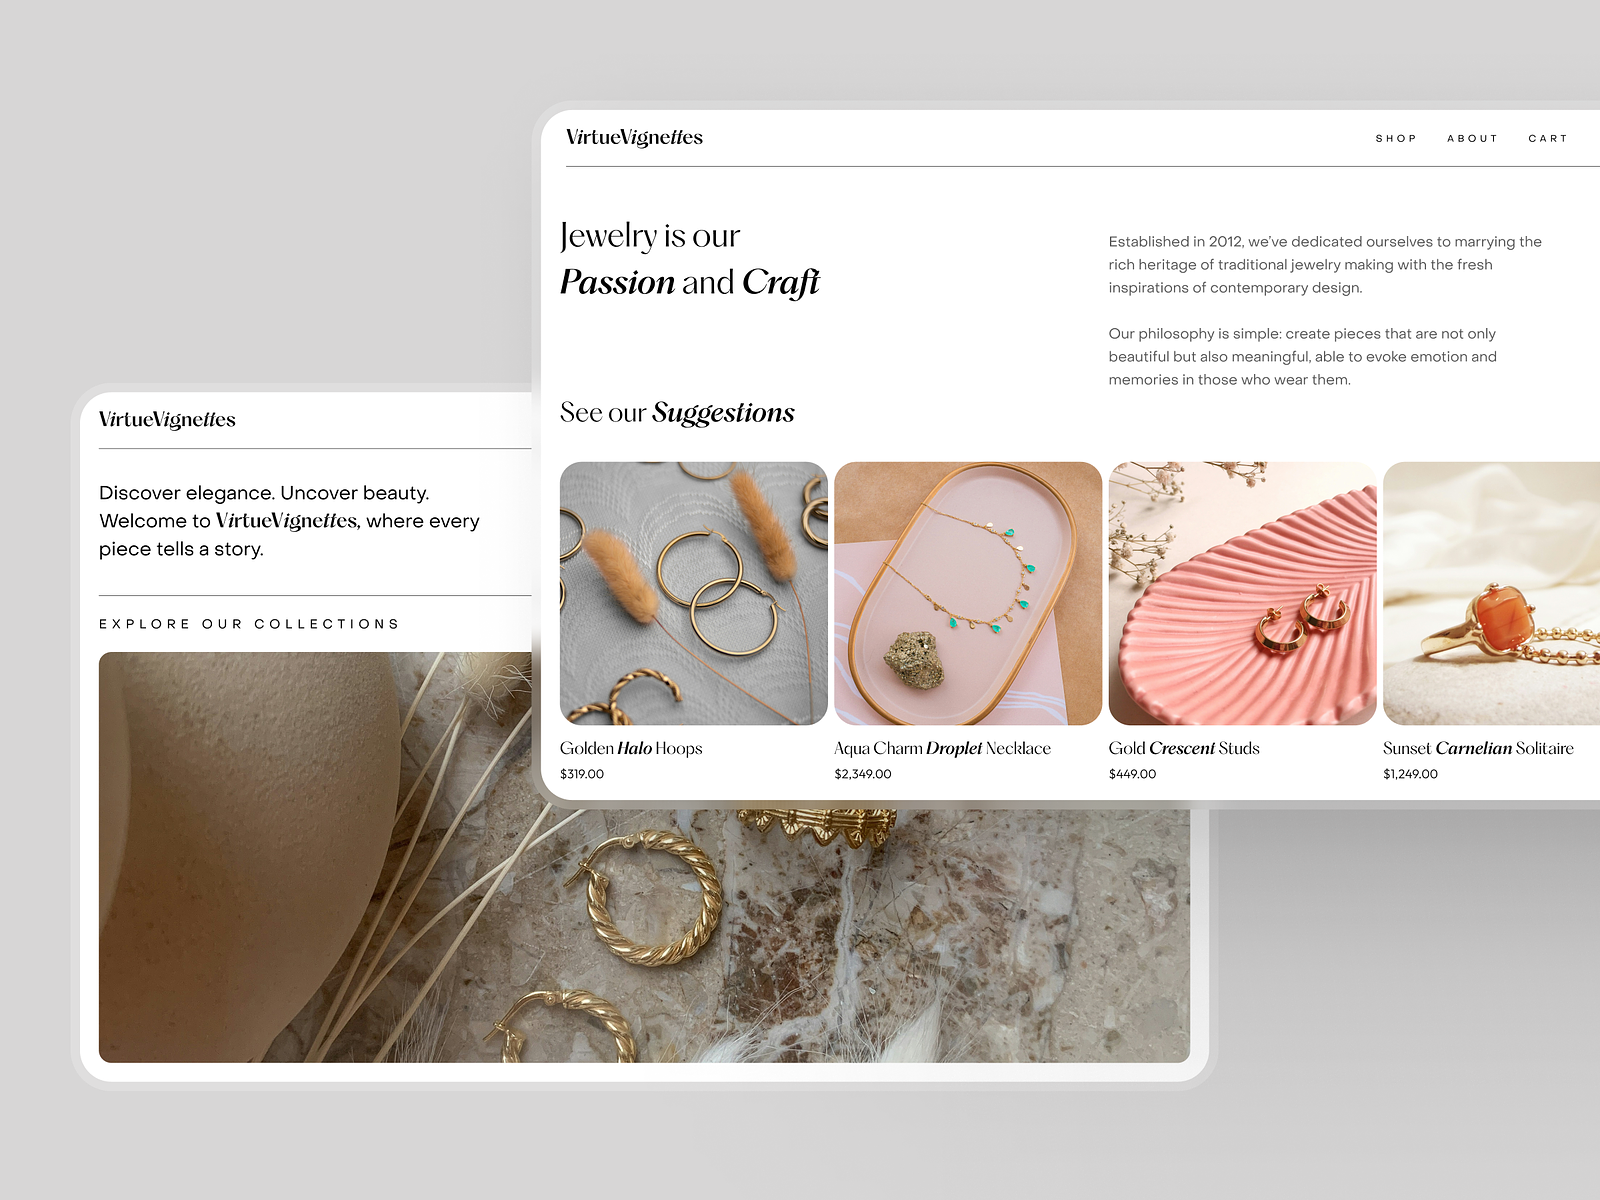 VirtueVignettes
SHOP ABOUT CART
Jewelry is our
Passion and Craft
Established in 2012, we've dedicated ourselves to marrying the
rich heritage of traditional jewelry making with the fresh
inspirations of contemporary design.
Our philosophy is simple: create pieces that are not only
beautiful but also meaningful, able to evoke emotion and
memories in those who wear them.
See our Suggestions
Golden Halo Hoops
$319.00
Aqua Charm Droplet Necklace
$2,349.00
Gold Crescent Studs
$449.00
Sunset Carnelian Solitaire
$1,249.00
VirtueVignettes
Discover elegance. Uncover beauty.
Welcome to VirtueVignettes, where every
piece tells a story.
EXPLORE OUR COLLECTIONS